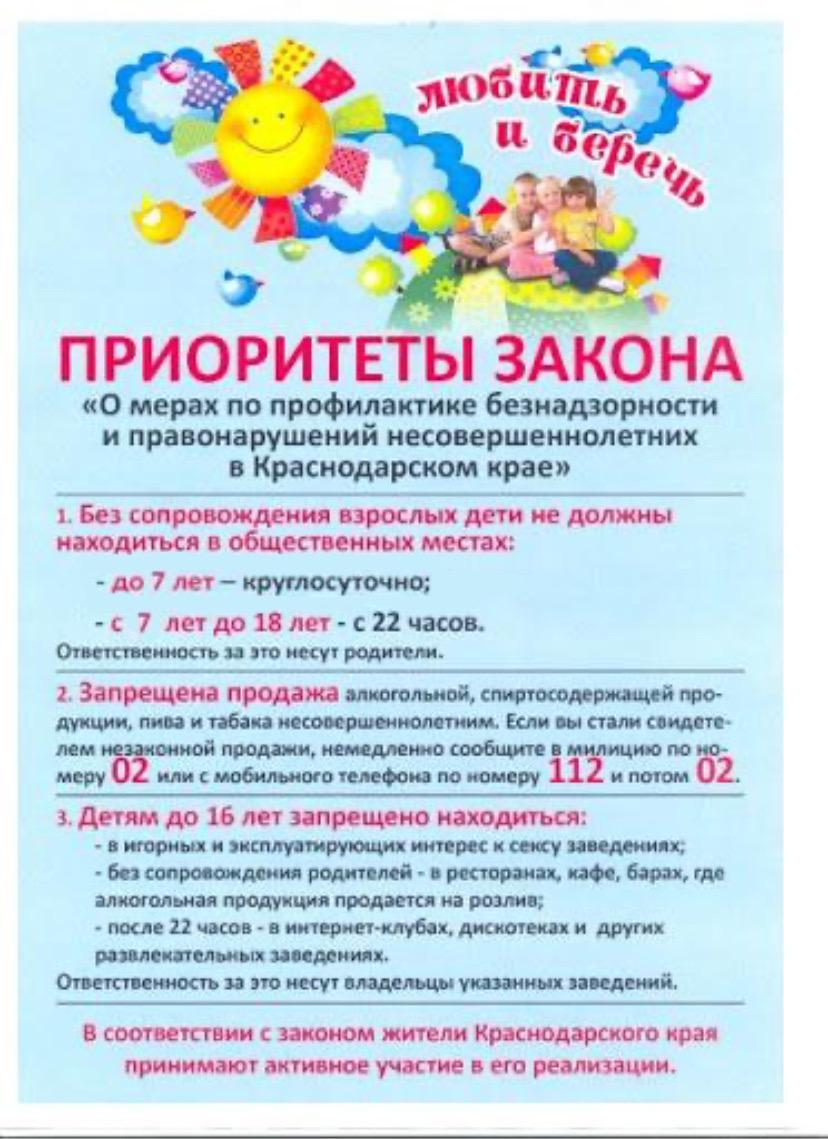 любить
и беречь
ПРИОРИТЕТЫ ЗАКОНА
«О мерах по профилактике безнадзорности
и правонарушений несовершеннолетних
в Краснодарском крае»
1. Без сопровождения взрослых дети не должны
находиться в общественных местах:
- до 7 лет – круглосуточно;
- с 7 лет до 18 лет - с 22 часов.
Ответственность за это несут родители.
2. Запрещена продажа алкогольной, спиртосодержащей про-
дукции, пива и табака несовершеннолетним. Если вы стали свидете-
лем незаконной продажи, немедленно сообщите в милицию по но-
меру 02 или с мобильного телефона по номеру 112 и потом 02.
3. Детям до 16 лет запрещено находиться:
- в игорных и эксплуатирующих интерес к сексу заведениях;
- без сопровождения родителей - в ресторанах, кафе, барах, где
алкогольная продукция продается на розлив;
- после 22 часов - в интернет-клубах, дискотеках и других
развлекательных заведениях.
Ответственность за это несут владельцы указанных заведений.
В соответствии с законом жители Краснодарского края
принимают активное участие в его реализации.